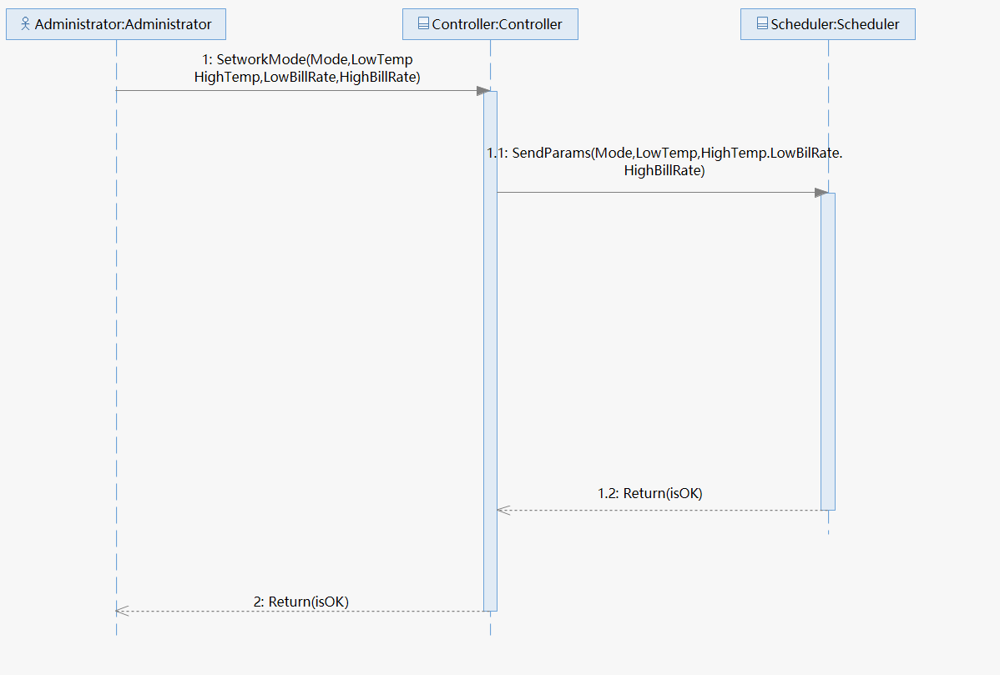 Administrator:Administrator
Controller:Controller
Scheduler:Scheduler
1: SetworkMode(Mode,LowTemp
HighTemp,LowBillRate,HighBillRate)
1.1: SendParams(Mode,LowTemp,HighTemp.LowBilRate.
HighBillRate)
1.2: Return(isOK)
2: Return(isOK)